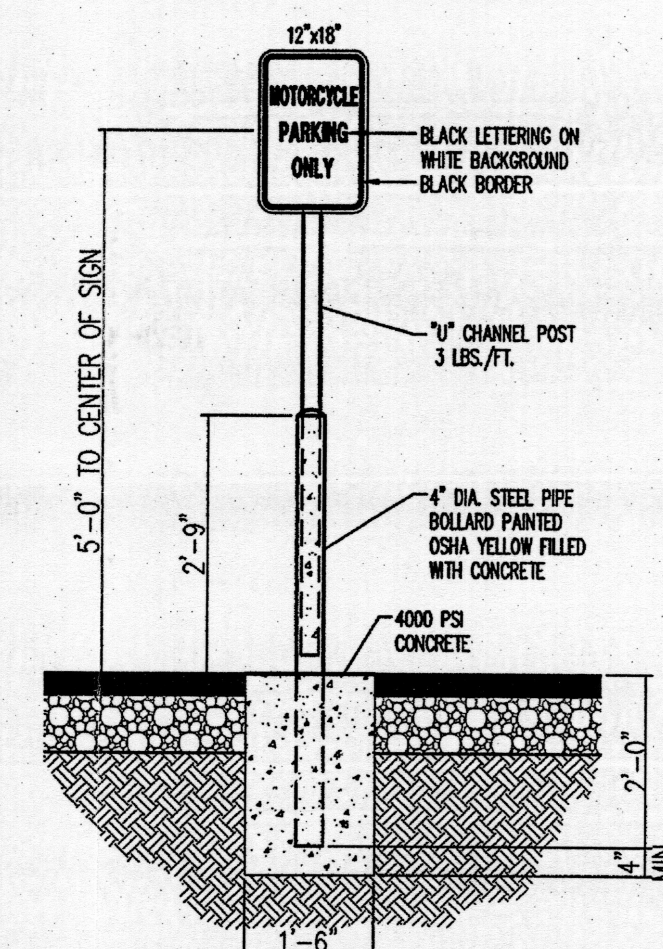 12"x18"
MOTORCYCLE
PARKING
ONLY
BLACK LETTERING ON
WHITE BACKGROUND
BLACK BORDER
5'-0" TO CENTER OF SIGN
"U" CHANNEL POST
3 LBS./FT.
2'-9"
4" DIA. STEEL PIPE
BOLLARD PAINTED
OSHA YELLOW FILLED
WITH CONCRETE
4000 PSI
CONCRETE
2'-0"
4"
MIN
1'-6"